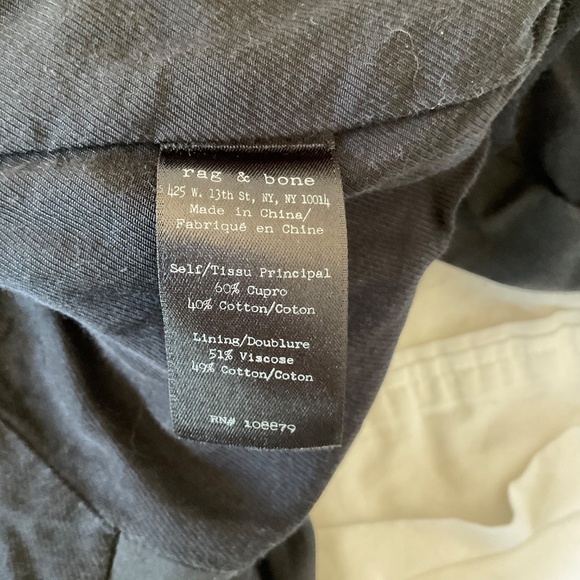 rag & bone
425 W. 13th St, NY, NY 10014
Made in China/
Fabriqué en Chine
Self/Tissu Principal
60% Cupro
40% Cotton/Coton
Lining/Doublure
51% Viscose
49% Cotton/Coton
RN# 108879